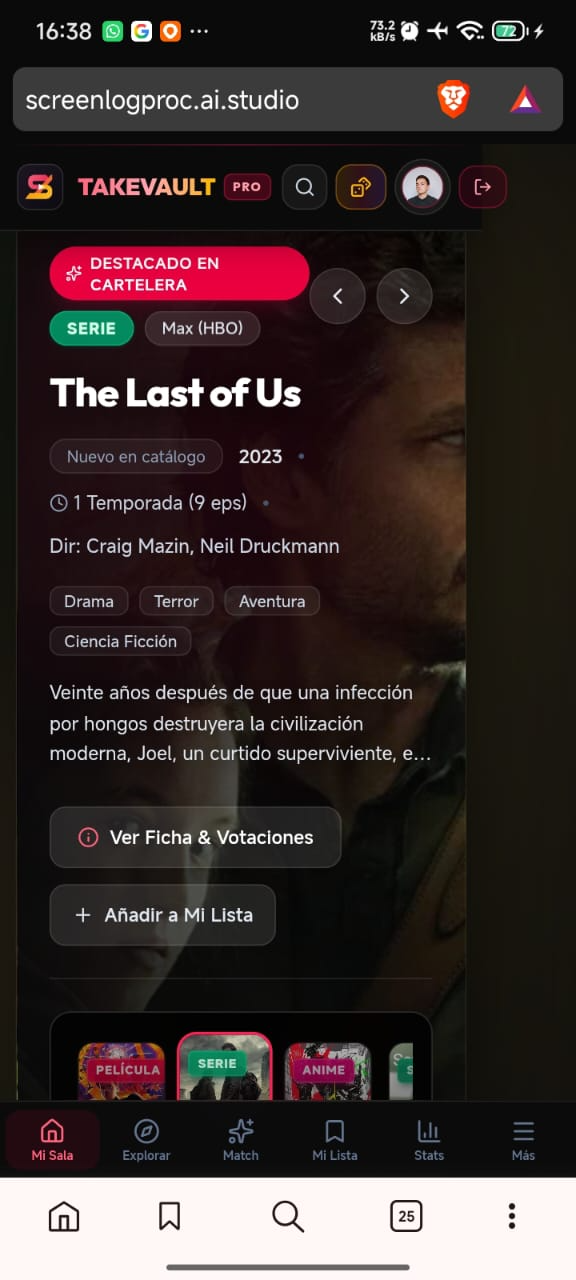 16:38
73.2
kB/s
72
screenlogproc.ai.studio
TAKEVAULT PRO
DESTACADO EN
CARTELERA
SERIE Max (HBO)
The Last of Us
Nuevo en catálogo 2023 •
1 Temporada (9 eps) •
Dir: Craig Mazin, Neil Druckmann
Drama Terror Aventura
Ciencia Ficción
Veinte años después de que una infección
por hongos destruyera la civilización
moderna, Joel, un curtido superviviente, e...
Ver Ficha & Votaciones
+ Añadir a Mi Lista
PELÍCULA SERIE ANIME
Mi Sala Explorar Match Mi Lista Stats Más
25